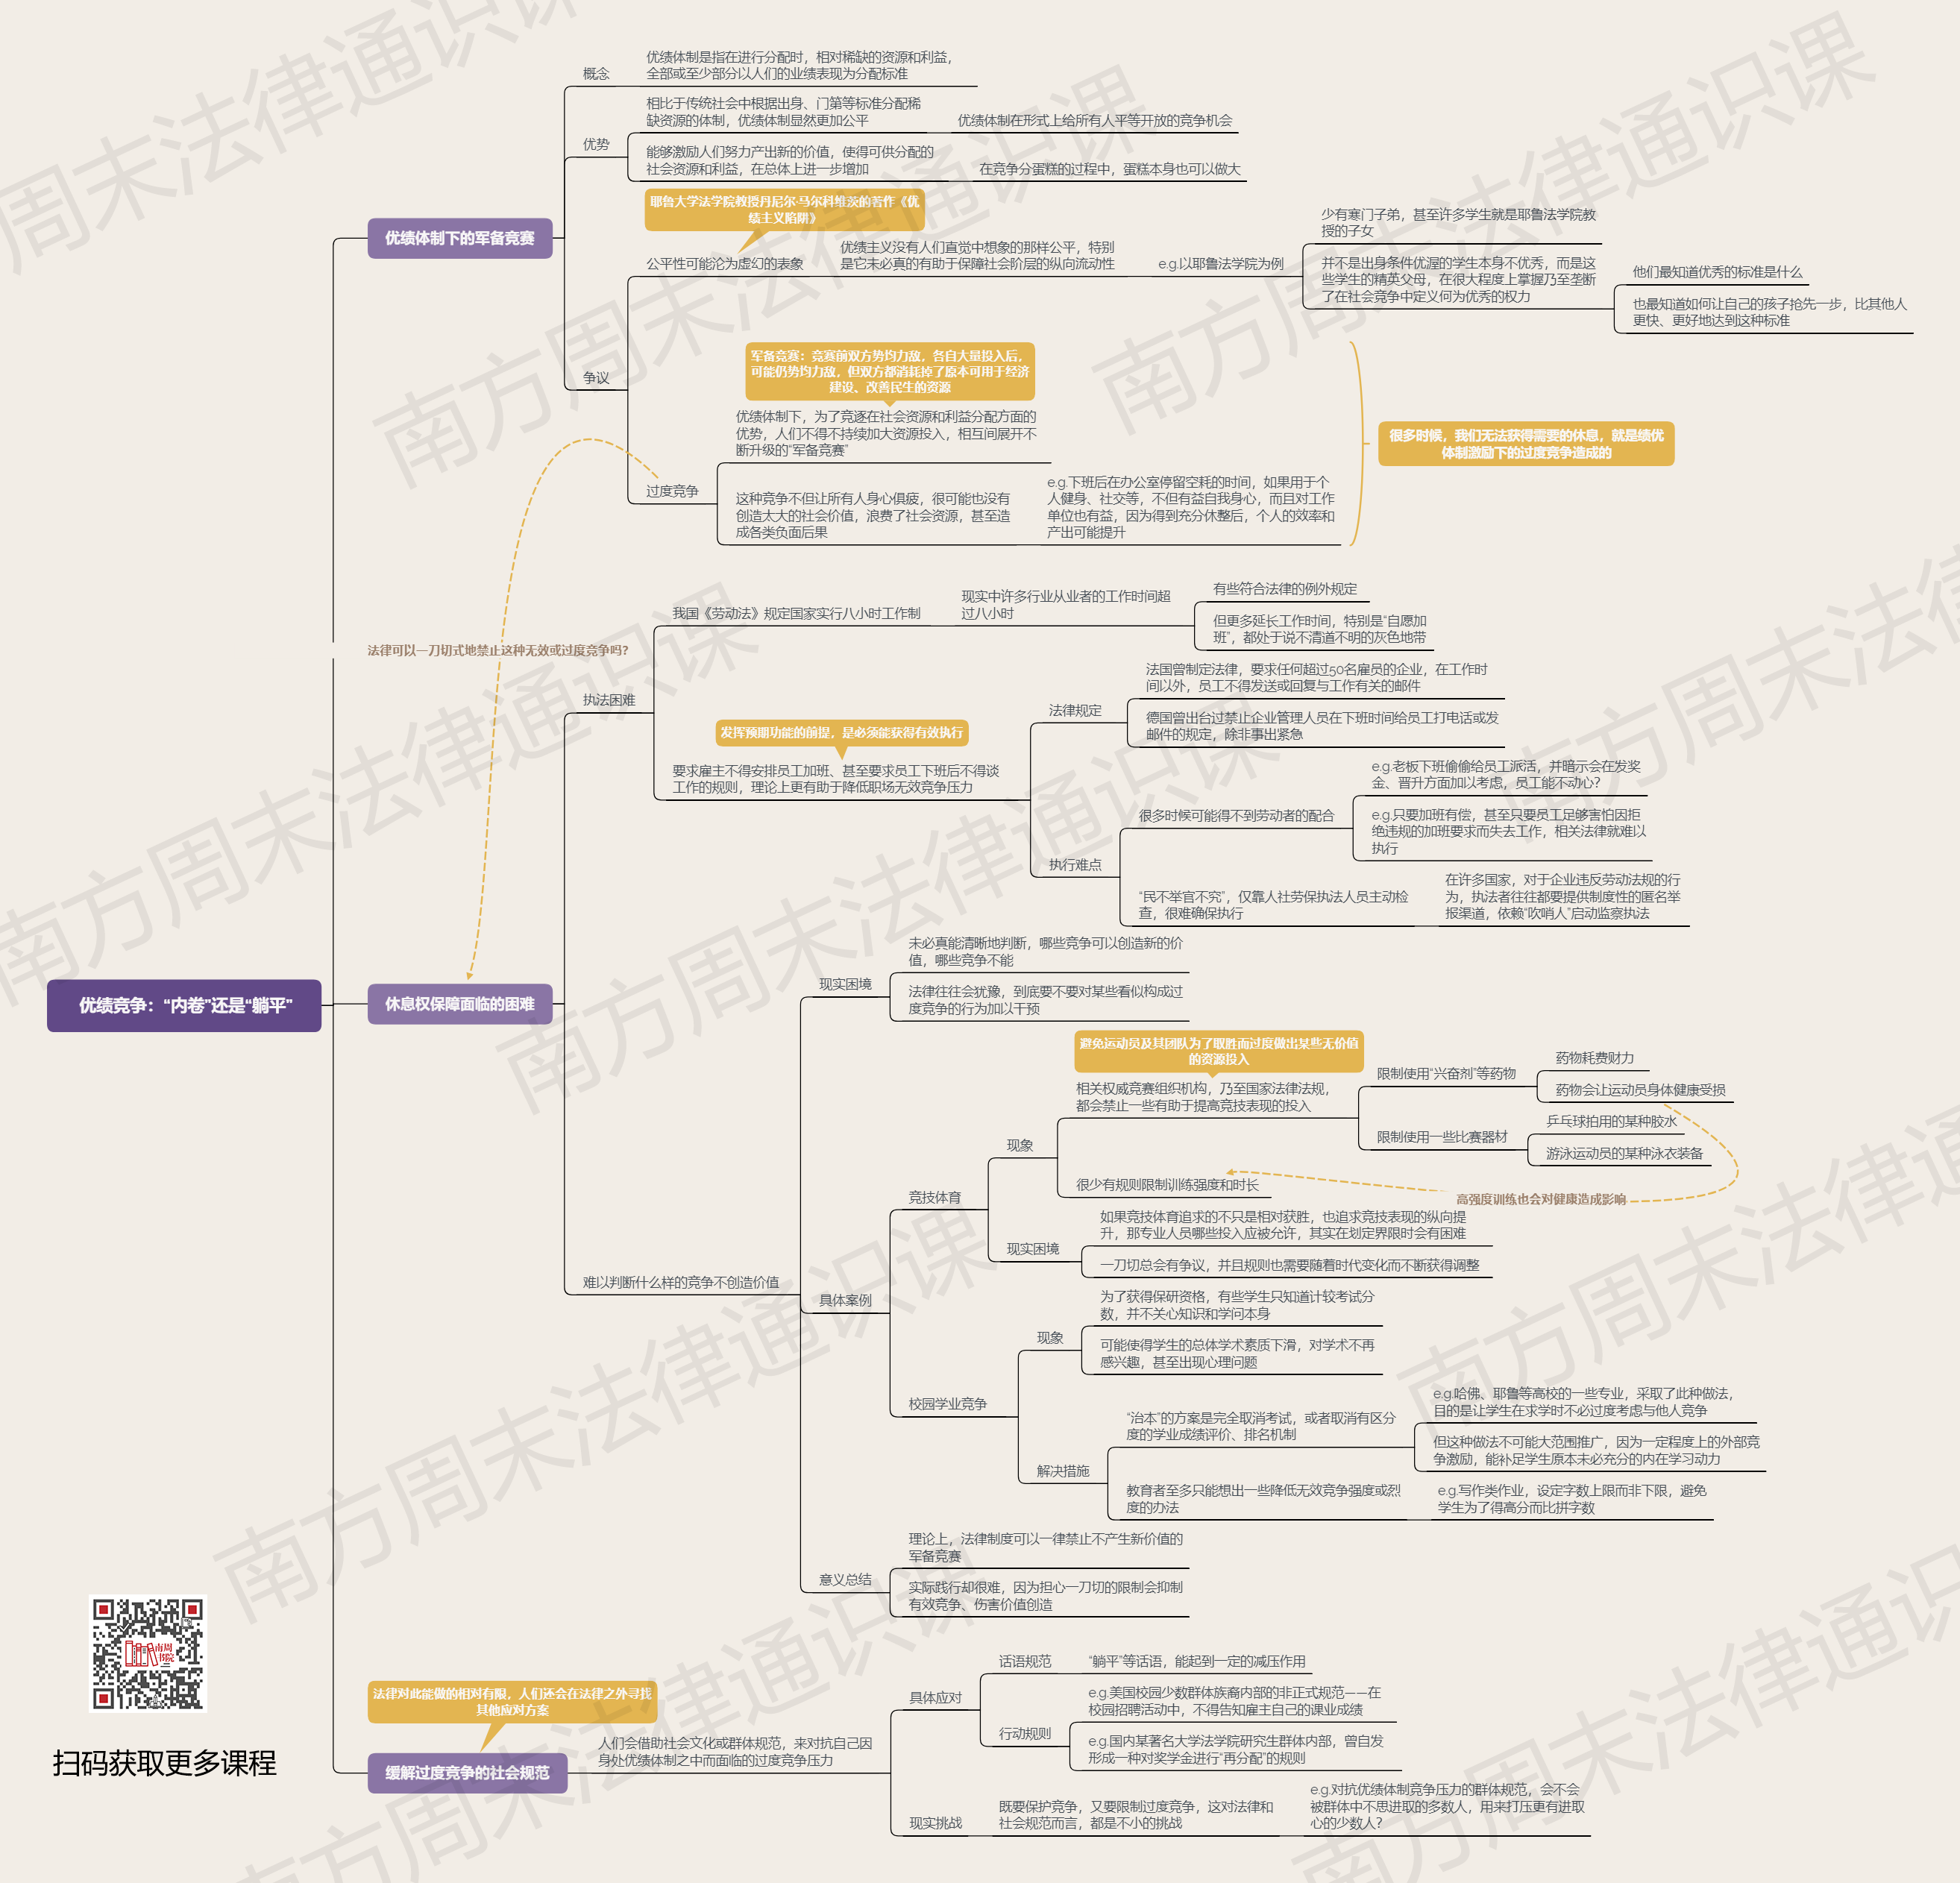 优绩竞争：“内卷”还是“躺平”
优绩体制下的军备竞赛
概念
优绩体制是指在进行分配时，相对稀缺的资源和利益，
全部或至少部分以人们的业绩表现为分配标准
优势
相比于传统社会中根据出身、门第等标准分配稀
缺资源的体制，优绩体制显然更加公平
优绩体制在形式上给所有人平等开放的竞争机会
能够激励人们努力产出新的价值，使得可供分配的
社会资源和利益，在总体上进一步增加
在竞争分蛋糕的过程中，蛋糕本身也可以做大
争议
耶鲁大学法学院教授丹尼尔·马尔科维茨的著作《优
绩主义陷阱》
公平性可能沦为虚幻的表象
优绩主义没有人们直觉中想象的那样公平，特别
是它未必真的有助于保障社会阶层的纵向流动性
e.g.以耶鲁法学院为例
少有寒门子弟，甚至许多学生就是耶鲁法学院教
授的子女
并不是出身条件优渥的学生本身不优秀，而是这
些学生的精英父母，在很大程度上掌握乃至垄断
了在社会竞争中定义何为优秀的权力
他们最知道优秀的标准是什么
也最知道如何让自己的孩子抢先一步，比其他人
更快、更好地达到这种标准
过度竞争
军备竞赛：竞赛前双方势均力敌，各自大量投入后，
可能仍势均力敌，但双方都消耗掉了原本可用于经济
建设、改善民生的资源
优绩体制下，为了竞逐在社会资源和利益分配方面的
优势，人们不得不持续加大资源投入，相互间展开不
断升级的“军备竞赛”
这种竞争不但让所有人身心俱疲，很可能也没有
创造太大的社会价值，浪费了社会资源，甚至造
成各类负面后果
e.g.下班后在办公室停留空耗的时间，如果用于个
人健身、社交等，不但有益自我身心，而且对工作
单位也有益，因为得到充分休整后，个人的效率和
产出可能提升
很多时候，我们无法获得需要的休息，就是绩优
体制激励下的过度竞争造成的
法律可以一刀切式地禁止这种无效或过度竞争吗？
休息权保障面临的困难
执法困难
我国《劳动法》规定国家实行八小时工作制
现实中许多行业从业者的工作时间超
过八小时
有些符合法律的例外规定
但更多延长工作时间，特别是“自愿加
班”，都处于说不清道不明的灰色地带
发挥预期功能的前提，是必须能获得有效执行
要求雇主不得安排员工加班、甚至要求员工下班后不得谈
工作的规则，理论上更有助于降低职场无效竞争压力
法律规定
法国曾制定法律，要求任何超过50名雇员的企业，在工作时
间以外，员工不得发送或回复与工作有关的邮件
德国曾出台过禁止企业管理人员在下班时间给员工打电话或发
邮件的规定，除非事出紧急
执行难点
很多时候可能得不到劳动者的配合
e.g.老板下班偷偷给员工派活，并暗示会在发奖
金、晋升方面加以考虑，员工能不动心？
e.g.只要加班有偿，甚至只要员工足够害怕因拒
绝违规的加班要求而失去工作，相关法律就难以
执行
“民不举官不究”，仅靠人社劳保执法人员主动检
查，很难确保执行
在许多国家，对于企业违反劳动法规的行
为，执法者往往都要提供制度性的匿名举
报渠道，依赖“吹哨人”启动监察执法
难以判断什么样的竞争不创造价值
现实困境
未必真能清晰地判断，哪些竞争可以创造新的价
值，哪些竞争不能
法律往往会犹豫，到底要不要对某些看似构成过
度竞争的行为加以干预
具体案例
竞技体育
现象
避免运动员及其团队为了取胜而过度做出某些无价值
的资源投入
相关权威竞赛组织机构，乃至国家法律法规，
都会禁止一些有助于提高竞技表现的投入
限制使用“兴奋剂”等药物
药物耗费财力
药物会让运动员身体健康受损
限制使用一些比赛器材
乒乓球拍用的某种胶水
游泳运动员的某种泳衣装备
很少有规则限制训练强度和时长
高强度训练也会对健康造成影响
现实困境
如果竞技体育追求的不只是相对获胜，也追求竞技表现的纵向提
升，那专业人员哪些投入应被允许，其实在划定界限时会有困难
一刀切总会有争议，并且规则也需要随着时代变化而不断获得调整
校园学业竞争
现象
为了获得保研资格，有些学生只知道计较考试分
数，并不关心知识和学问本身
可能使得学生的总体学术素质下滑，对学术不再
感兴趣，甚至出现心理问题
解决措施
“治本”的方案是完全取消考试，或者取消有区分
度的学业成绩评价、排名机制
e.g.哈佛、耶鲁等高校的一些专业，采取了此种做法，
目的是让学生在求学时不必过度考虑与他人竞争
但这种做法不可能大范围推广，因为一定程度上的外部竞
争激励，能补足学生原本未必充分的内在学习动力
教育者至多只能想出一些降低无效竞争强度或烈
度的办法
e.g.写作类作业，设定字数上限而非下限，避免
学生为了得高分而比拼字数
意义总结
理论上，法律制度可以一律禁止不产生新价值的
军备竞赛
实际践行却很难，因为担心一刀切的限制会抑制
有效竞争、伤害价值创造
法律对此能做的相对有限，人们还会在法律之外寻找
其他应对方案
缓解过度竞争的社会规范
人们会借助社会文化或群体规范，来对抗自己因
身处优绩体制之中而面临的过度竞争压力
具体应对
话语规范
“躺平”等话语，能起到一定的减压作用
行动规则
e.g.美国校园少数群体族裔内部的非正式规范——在
校园招聘活动中，不得告知雇主自己的课业成绩
e.g.国内某著名大学法学院研究生群体内部，曾自发
形成一种对奖学金进行“再分配”的规则
现实挑战
既要保护竞争，又要限制过度竞争，这对法律和
社会规范而言，都是不小的挑战
e.g.对抗优绩体制竞争压力的群体规范，会不会
被群体中不思进取的多数人，用来打压更有进取
心的少数人？
南周
书院
扫码获取更多课程
南方周末法律通识课
南方周末法律通识课
南方周末法律通识课
南方周末法律通识课
南方周末法律通识课
南方周末法律通识课
南方周末法律通识课
南方周末法律通识课
南方周末法律通识课
南方周末法律通识课
南方周末法律通识课